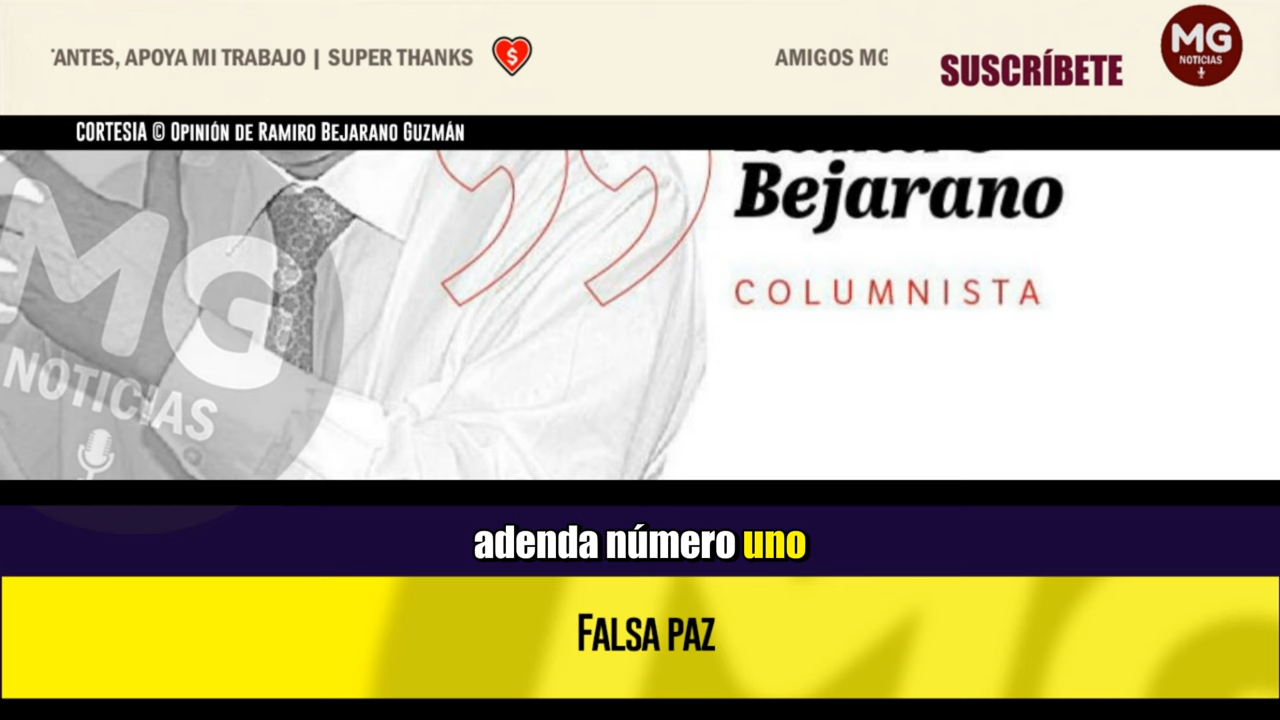 ANTES, APOYA MI TRABAJO | SUPER THANKS
$
AMIGOS MG
SUSCRÍBETE
MG
NOTICIAS
CORTESIA © OPINIÓN DE RAMIRO BEJARANO GUZMÁN
Bejarano
COLUMNISTA
MG
NOTICIAS
adenda número uno
FALSA PAZ